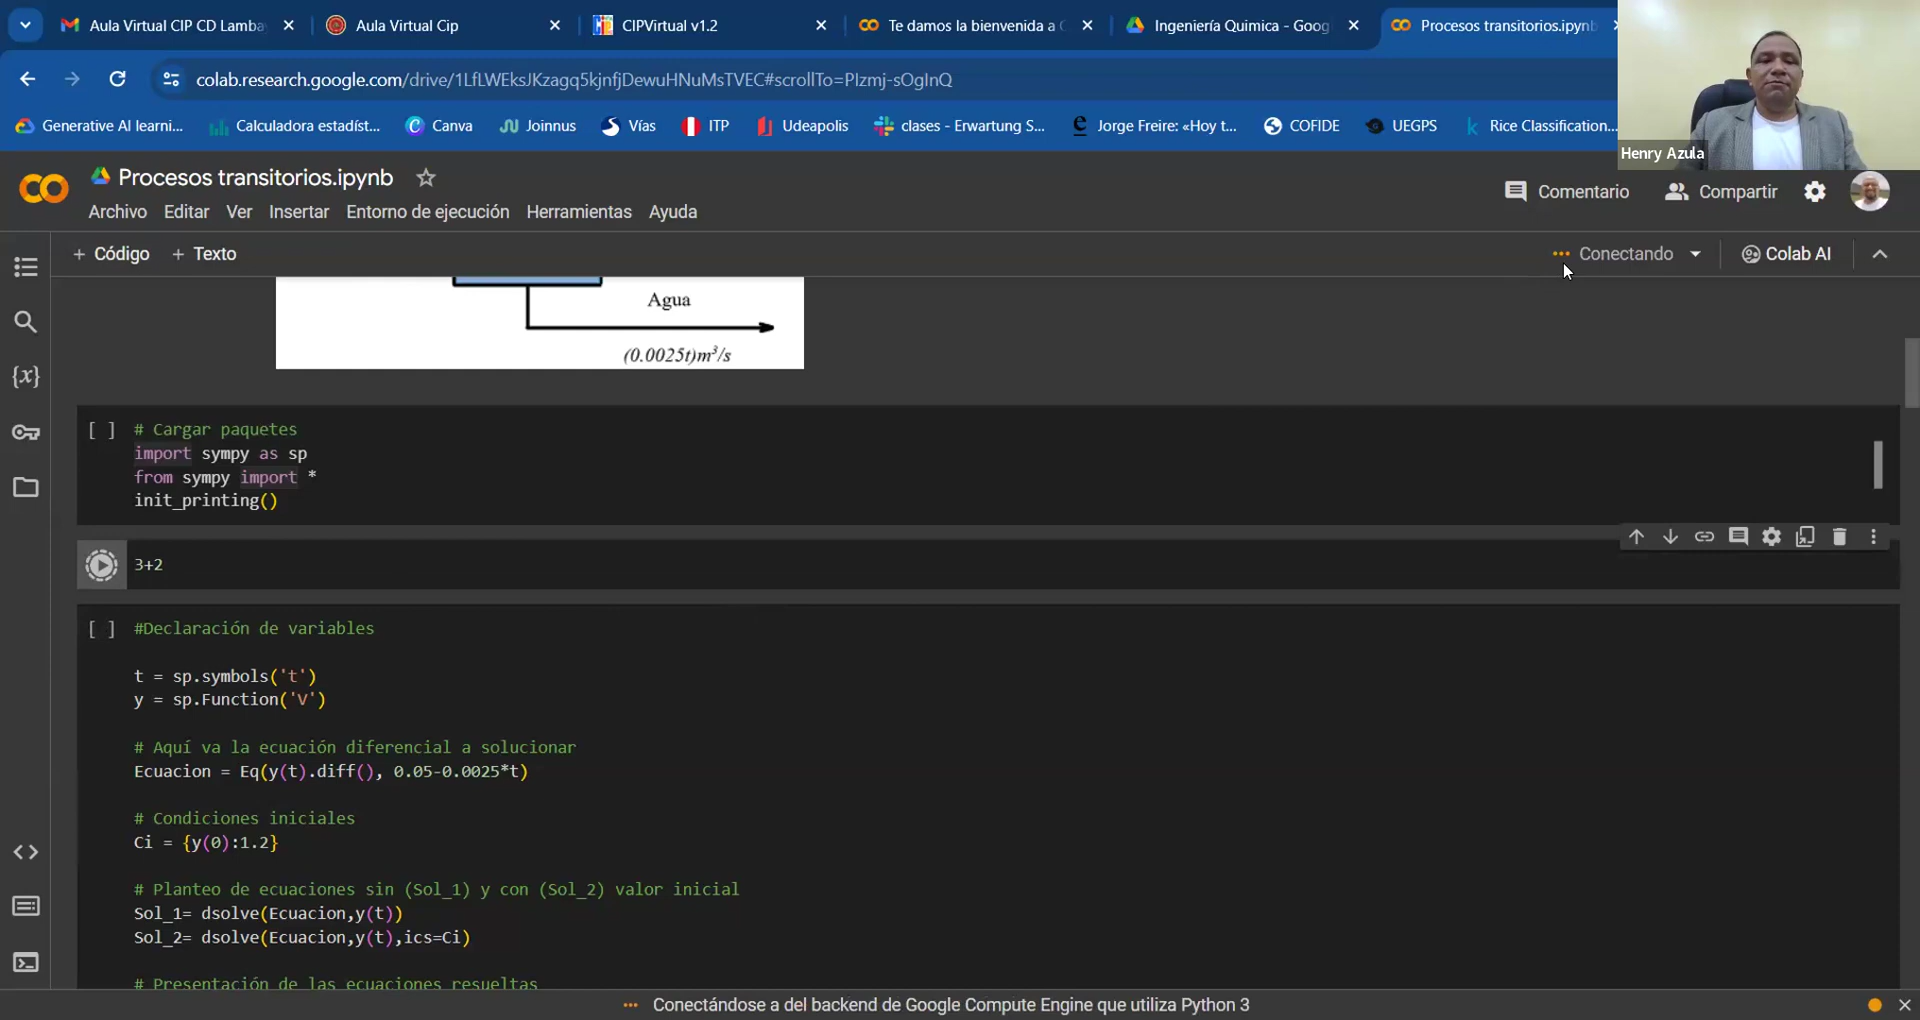 Aula Virtual CIP CD Lamba
Aula Virtual Cip
CIPVirtual v1.2
Te damos la bienvenida a C
Ingeniería Quimica - Goog
Procesos transitorios.ipynb
colab.research.google.com/drive/1LfLWEksJKzagq5kjnfjDewuHNuMsTVEC#scrollTo=PIzmj-sOgInQ
Generative AI learni...
Calculadora estadíst...
Canva
Joinnus
Vías
ITP
Udeapolis
clases - Erwartung S...
Jorge Freire: «Hoy t...
COFIDE
UEGPS
Rice Classification...
Henry Azula
Procesos transitorios.ipynb
Comentario
Compartir
Archivo Editar Ver Insertar Entorno de ejecución Herramientas Ayuda
+ Código + Texto
Conectando
Colab AI
Agua
(0.0025t)m³/s
[ ] # Cargar paquetes
import sympy as sp
from sympy import *
init_printing()
3+2
[ ] #Declaración de variables
t = sp.symbols('t')
y = sp.Function('V')
# Aquí va la ecuación diferencial a solucionar
Ecuacion = Eq(y(t).diff(), 0.05-0.0025*t)
# Condiciones iniciales
Ci = {y(0):1.2}
# Planteo de ecuaciones sin (Sol_1) y con (Sol_2) valor inicial
Sol_1= dsolve(Ecuacion,y(t))
Sol_2= dsolve(Ecuacion,y(t),ics=Ci)
# Presentación de las ecuaciones resueltas
Conectándose a del backend de Google Compute Engine que utiliza Python 3